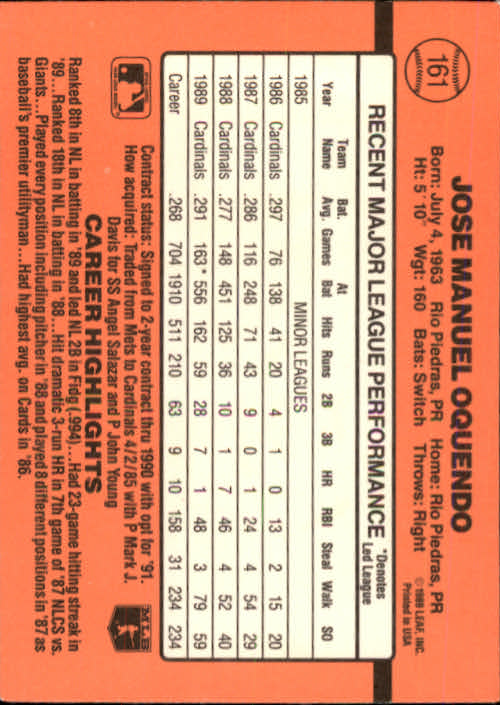 161
JOSE MANUEL OQUENDO
Born: July 4, 1963 Rio Piedras, PR Home: Rio Piedras, PR
Ht: 5' 10" Wgt: 160 Bats: Switch Throws: Right
©1989 LEAF, INC.
Printed in USA
RECENT MAJOR LEAGUE PERFORMANCE *Denotes Led League
Year Team Name Bat. Avg. Games At Bat Hits Runs 2B 3B HR RBI Steal Walk SO
1985 MINOR LEAGUES
1986 Cardinals .297 76 138 41 20 4 1 0 13 2 15 20
1987 Cardinals .286 116 248 71 43 9 0 1 24 4 54 29
1988 Cardinals .277 148 451 125 36 10 1 7 46 4 52 40
1989 Cardinals .291 163* 556 162 59 28 7 1 48 3 79 59
Career .268 704 1910 511 210 63 9 10 158 31 234 234
Contract status: Signed to 2-year contract thru 1990 with opt for '91.
How acquired: Traded from Mets to Cardinals 4/2/85 with P Mark J.
Davis for SS Angel Salazar and P John Young
MLB
CAREER HIGHLIGHTS
Ranked 8th in NL in batting in '89 and led NL 2B in Fldg (.994)...Had 23-game hitting streak in
'89...Ranked 18th in NL in batting in '88...Hit dramatic 3-run HR in 7th game of '87 NLCS vs.
Giants...Played every position including pitcher in '88 and played 8 different positions in '87 as
baseball's premier utilityman...Had highest avg. on Cards in '86.